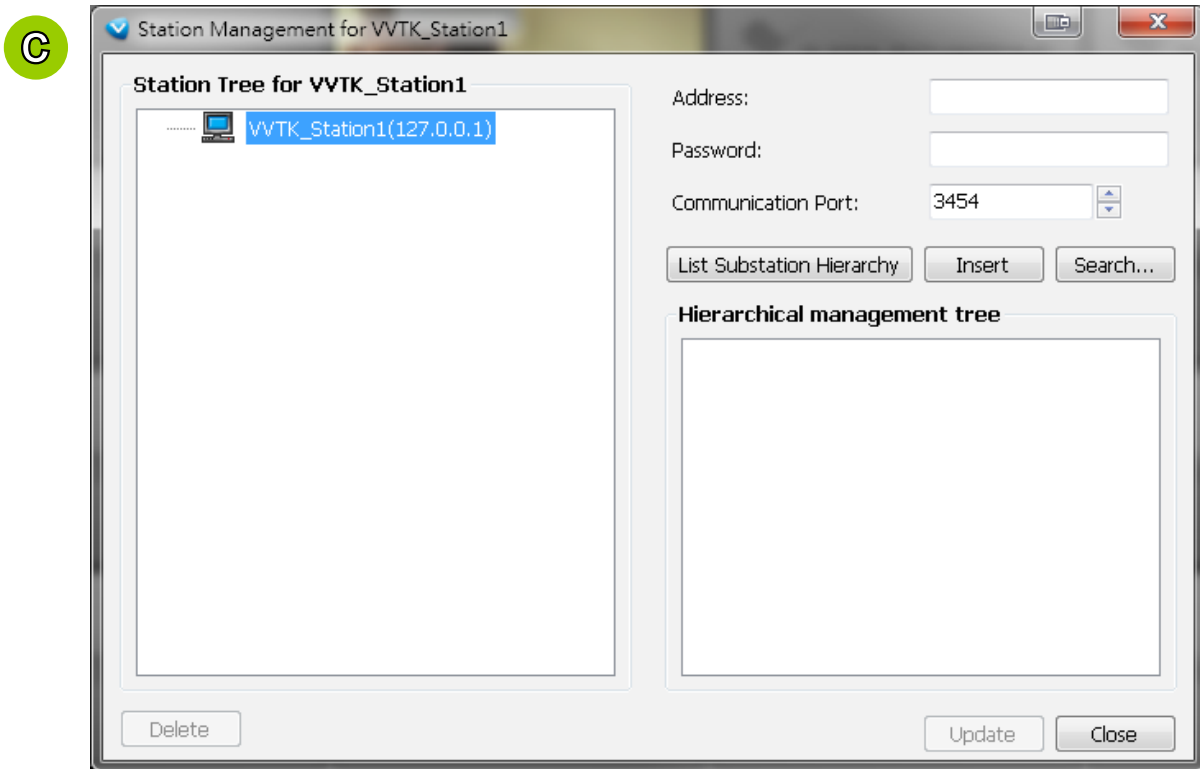 C
Station Management for VVTK_Station1
Station Tree for VVTK_Station1
VVTK_Station1(127.0.0.1)
Address:
Password:
Communication Port: 3454
List Substation Hierarchy Insert Search...
Hierarchical management tree
Delete
Update Close